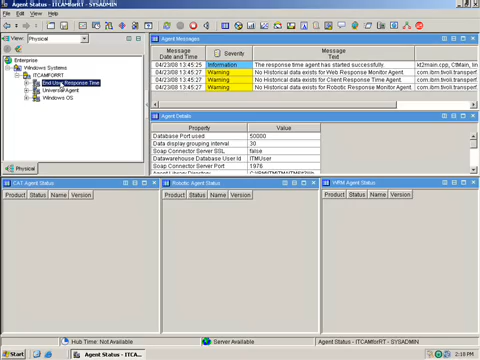 Agent Status - ITCAMforRT - SYSADMIN
File Edit View Help
View: Physical
Enterprise
Windows Systems
ITCAMFORRT
End User Response Time
Universal Agent
Windows OS
Physical
Agent Messages
Message Date and Time Severity Message Text
04/23/08 13:45:25 Information The response time agent has started successfully. kt2main.cpp, CMain,
04/23/08 13:45:27 Warning No Historical data exists for Web Response Monitor Agent. com.ibm.tivoli.transperf.
04/23/08 13:45:27 Warning No Historical data exists for Client Response Time Agent. com.ibm.tivoli.transperf.
04/23/08 13:45:27 Warning No Historical data exists for Robotic Response Monitor Agent. com.ibm.tivoli.transperf.
Agent Details
Property Value
Database Port used 50000
Data display grouping interval 30
Soap Connector Server SSL false
Datawarehouse Database User Id ITMUser
Soap Connector Server Port 1976
CAT Agent Status
Product Status Name Version
Robotic Agent Status
Product Status Name Version
WRM Agent Status
Product Status Name Version
Hub Time: Not Available
Server Available
Agent Status - ITCAMforRT - SYSADMIN
Start
Agent Status - ITCA...
2:18 PM